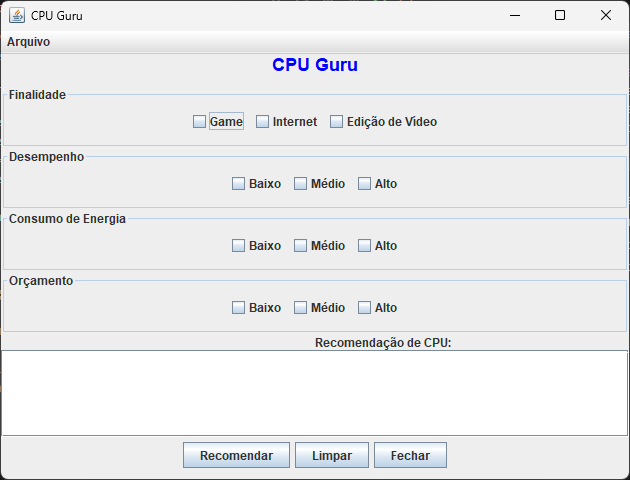 CPU Guru
Arquivo
CPU Guru
Finalidade
Game Internet Edição de Vídeo
Desempenho
Baixo Médio Alto
Consumo de Energia
Baixo Médio Alto
Orçamento
Baixo Médio Alto
Recomendação de CPU:
Recomendar Limpar Fechar